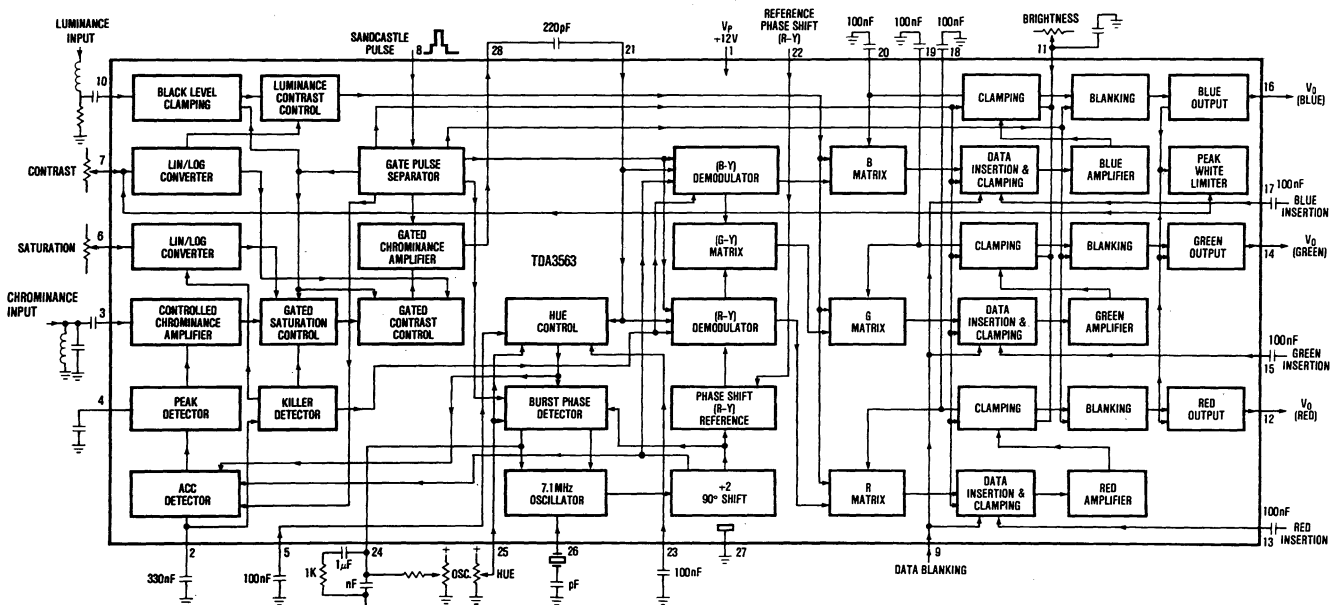 LUMINANCE
INPUT
10
SANDCASTLE
PULSE
8
28
220pF
21
VP
+12V
1
REFERENCE
PHASE SHIFT
(R–Y)
22
100nF
20
100nF
19
100nF
18
BRIGHTNESS
11
BLACK LEVEL
CLAMPING
LUMINANCE
CONTRAST
CONTROL
CLAMPING
BLANKING
BLUE
OUTPUT
16
VO
(BLUE)
CONTRAST
7
LIN/LOG
CONVERTER
GATE PULSE
SEPARATOR
(B-Y)
DEMODULATOR
B
MATRIX
DATA
INSERTION
& CLAMPING
BLUE
AMPLIFIER
PEAK
WHITE
LIMITER
17
100nF
BLUE
INSERTION
SATURATION
6
LIN/LOG
CONVERTER
GATED
CHROMINANCE
AMPLIFIER
TDA3563
(G–Y)
MATRIX
CLAMPING
BLANKING
GREEN
OUTPUT
14
VO
(GREEN)
CHROMINANCE
INPUT
3
CONTROLLED
CHROMINANCE
AMPLIFIER
GATED
SATURATION
CONTROL
GATED
CONTRAST
CONTROL
HUE
CONTROL
(R–Y)
DEMODULATOR
G
MATRIX
DATA
INSERTION &
CLAMPING
GREEN
AMPLIFIER
100nF
15
GREEN
INSERTION
4
PEAK
DETECTOR
KILLER
DETECTOR
BURST PHASE
DETECTOR
PHASE SHIFT
(R–Y)
REFERENCE
CLAMPING
BLANKING
RED
OUTPUT
12
VO
(RED)
ACC
DETECTOR
7.1MHz
OSCILLATOR
÷2
90° SHIFT
R
MATRIX
DATA
INSERTION &
CLAMPING
RED
AMPLIFIER
100nF
13
RED
INSERTION
2
330nF
5
100nF
24
1µF
1K
nF
+
OSC.
+
25
HUE
26
pF
23
100nF
27
9
DATA BLANKING